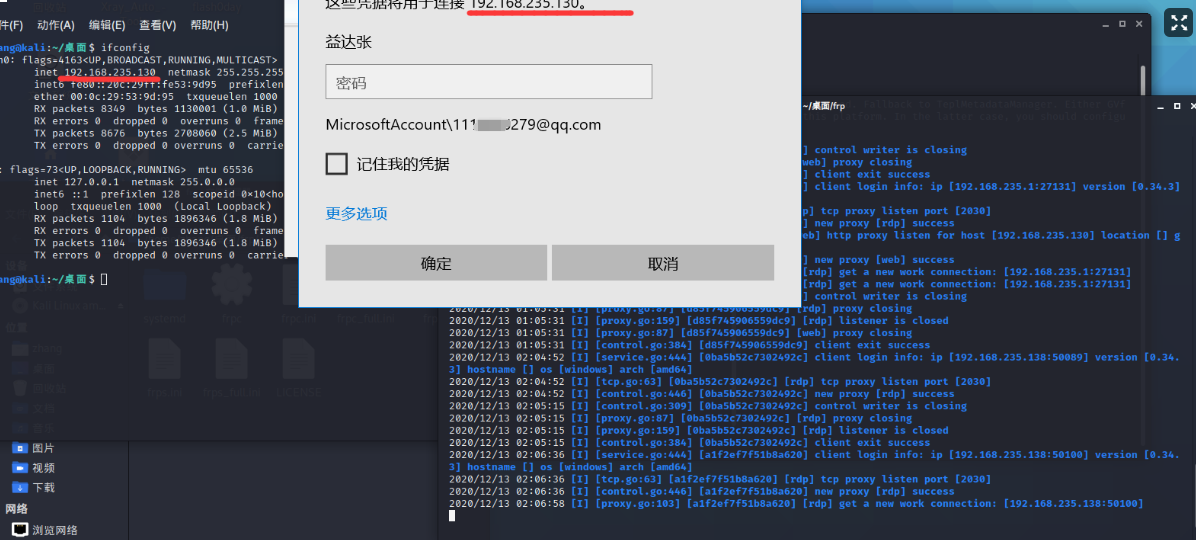 这些凭据将用于连接 192.168.235.130。
件(F) 动作(A) 编辑(E) 查看(V) 帮助(H)
益达张
密码
MicrosoftAccount\111 279@qq.com
记住我的凭据
更多选项
确定 取消
ang@kali:~/桌面$ ifconfig
h0: flags=4163<UP,BROADCAST,RUNNING,MULTICAST>
inet 192.168.235.130 netmask 255.255.255
inet6 fe80::20c:29ff:fe53:9d95 prefixlen
ether 00:0c:29:53:9d:95 txqueuelen 1000
RX packets 8349 bytes 1130001 (1.0 MiB)
RX errors 0 dropped 0 overruns 0 frame
TX packets 8676 bytes 2708060 (2.5 MiB)
TX errors 0 dropped 0 overruns 0 carrie
: flags=73<UP,LOOPBACK,RUNNING> mtu 65536
inet 127.0.0.1 netmask 255.0.0.0
inet6 ::1 prefixlen 128 scopeid 0×10<ho
loop txqueuelen 1000 (Local Loopback)
RX packets 1104 bytes 1896346 (1.8 MiB)
RX errors 0 dropped 0 overruns 0 frame
TX packets 1104 bytes 1896346 (1.8 MiB)
TX errors 0 dropped 0 overruns 0 carrie
ang@kali:~/桌面$
图片
视频
下载
网络
浏览网络
~/桌面/frp
] control writer is closing
web] proxy closing
] client exit success
] client login info: ip [192.168.235.1:27131] version [0.34.3]
p] tcp proxy listen port [2030]
] new proxy [rdp] success
eb] http proxy listen for host [192.168.235.130] location [] g
] new proxy [web] success
[rdp] get a new work connection: [192.168.235.1:27131]
[rdp] get a new work connection: [192.168.235.1:27131]
] control writer is closing
2020/12/13 01:05:31 [I] [proxy.go:87] [d85f745906559dc9] [rdp] proxy closing
2020/12/13 01:05:31 [I] [proxy.go:159] [d85f745906559dc9] [rdp] listener is closed
2020/12/13 01:05:31 [I] [proxy.go:87] [d85f745906559dc9] [web] proxy closing
2020/12/13 01:05:31 [I] [control.go:384] [d85f745906559dc9] client exit success
2020/12/13 02:04:52 [I] [service.go:444] [0ba5b52c7302492c] client login info: ip [192.168.235.138:50089] version [0.34.
3] hostname [] os [windows] arch [amd64]
2020/12/13 02:04:52 [I] [tcp.go:63] [0ba5b52c7302492c] [rdp] tcp proxy listen port [2030]
2020/12/13 02:04:52 [I] [control.go:446] [0ba5b52c7302492c] new proxy [rdp] success
2020/12/13 02:05:15 [I] [control.go:309] [0ba5b52c7302492c] control writer is closing
2020/12/13 02:05:15 [I] [proxy.go:87] [0ba5b52c7302492c] [rdp] proxy closing
2020/12/13 02:05:15 [I] [proxy.go:159] [0ba5b52c7302492c] [rdp] listener is closed
2020/12/13 02:05:15 [I] [control.go:384] [0ba5b52c7302492c] client exit success
2020/12/13 02:06:36 [I] [service.go:444] [a1f2ef7f51b8a620] client login info: ip [192.168.235.138:50100] version [0.34.
3] hostname [] os [windows] arch [amd64]
2020/12/13 02:06:36 [I] [tcp.go:63] [a1f2ef7f51b8a620] [rdp] tcp proxy listen port [2030]
2020/12/13 02:06:36 [I] [control.go:446] [a1f2ef7f51b8a620] new proxy [rdp] success
2020/12/13 02:06:58 [I] [proxy.go:103] [a1f2ef7f51b8a620] [rdp] get a new work connection: [192.168.235.138:50100]